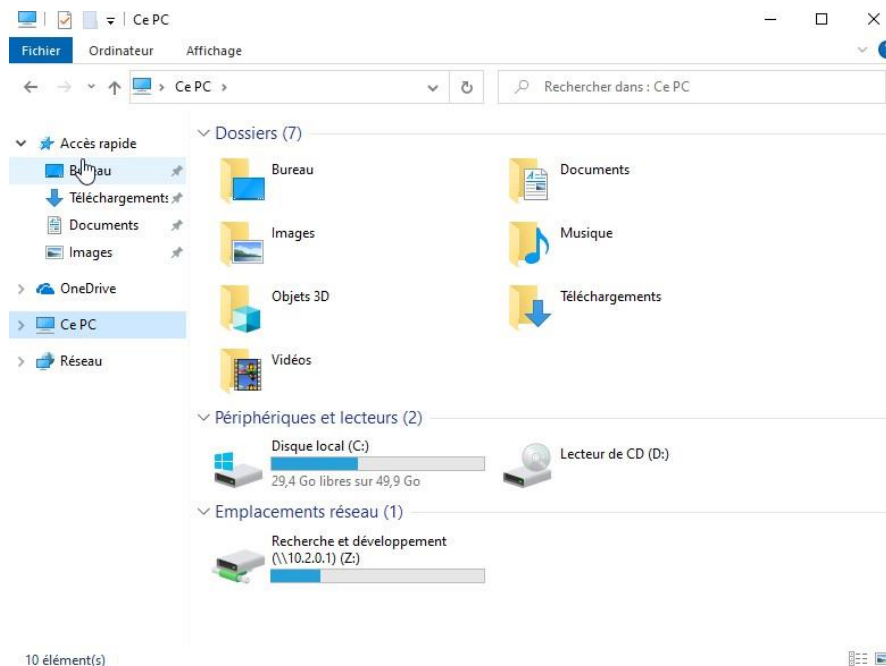 Ce PC
Fichier Ordinateur Affichage
Ce PC
Rechercher dans : Ce PC
Accès rapide
Téléchargements
Documents
Images
OneDrive
Ce PC
Réseau
Dossiers (7)
Bureau
Documents
Images
Musique
Objets 3D
Téléchargements
Vidéos
Périphériques et lecteurs (2)
Disque local (C:)
29,4 Go libres sur 49,9 Go
Lecteur de CD (D:)
Emplacements réseau (1)
Recherche et développement
(\\10.2.0.1) (Z:)
10 élément(s)